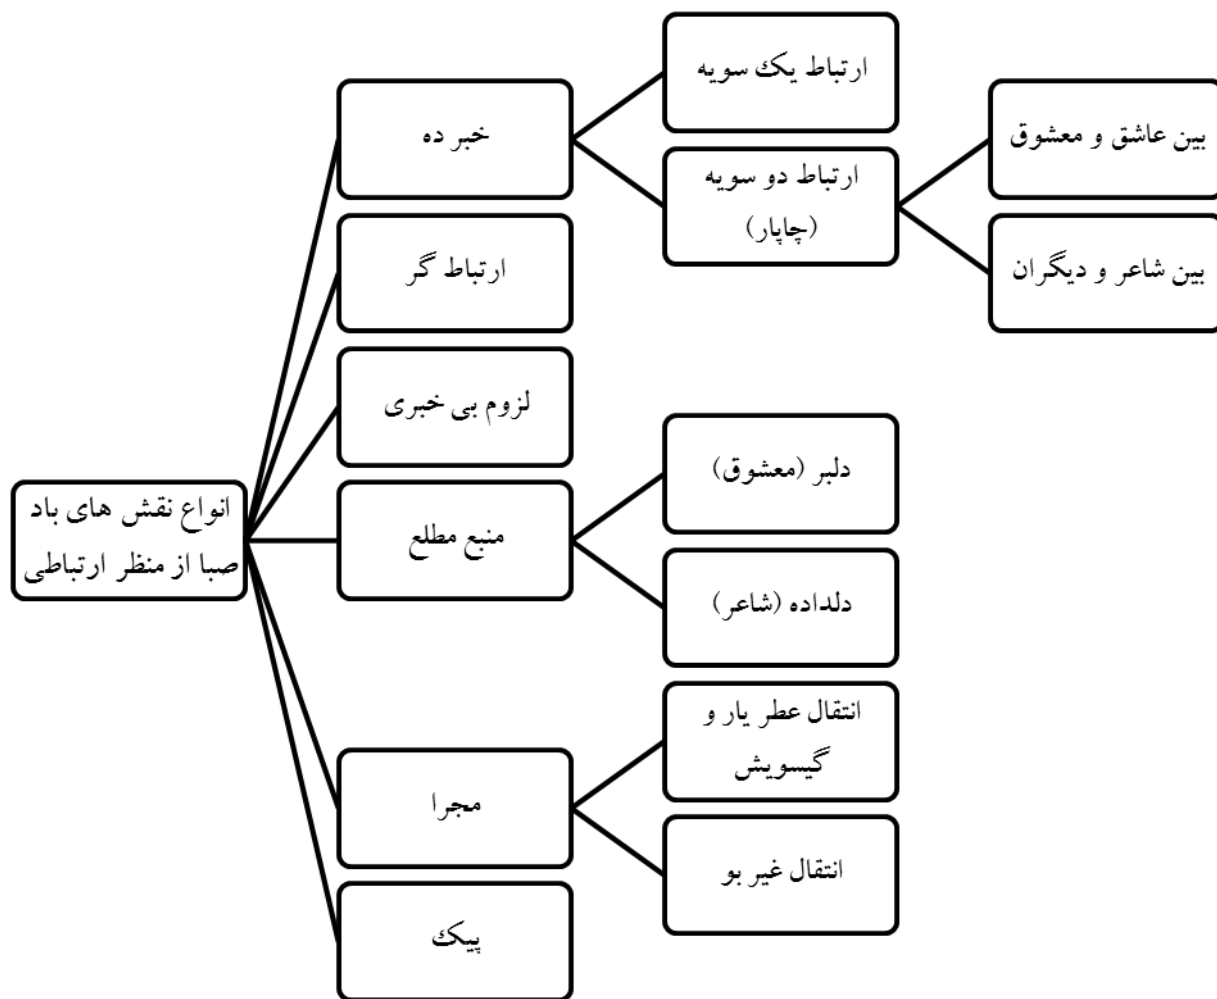 انواع نقش های باد
صبا از منظر ارتباطی
خبر ده
ارتباط یک سویه
ارتباط دو سویه
(چاپار)
بین عاشق و معشوق
بین شاعر و دیگران
ارتباط گر
لزوم بی خبری
منبع مطلع
دلبر (معشوق)
دلداده (شاعر)
مجرا
انتقال عطر یار و
گیسویش
انتقال غیر بو
پیک